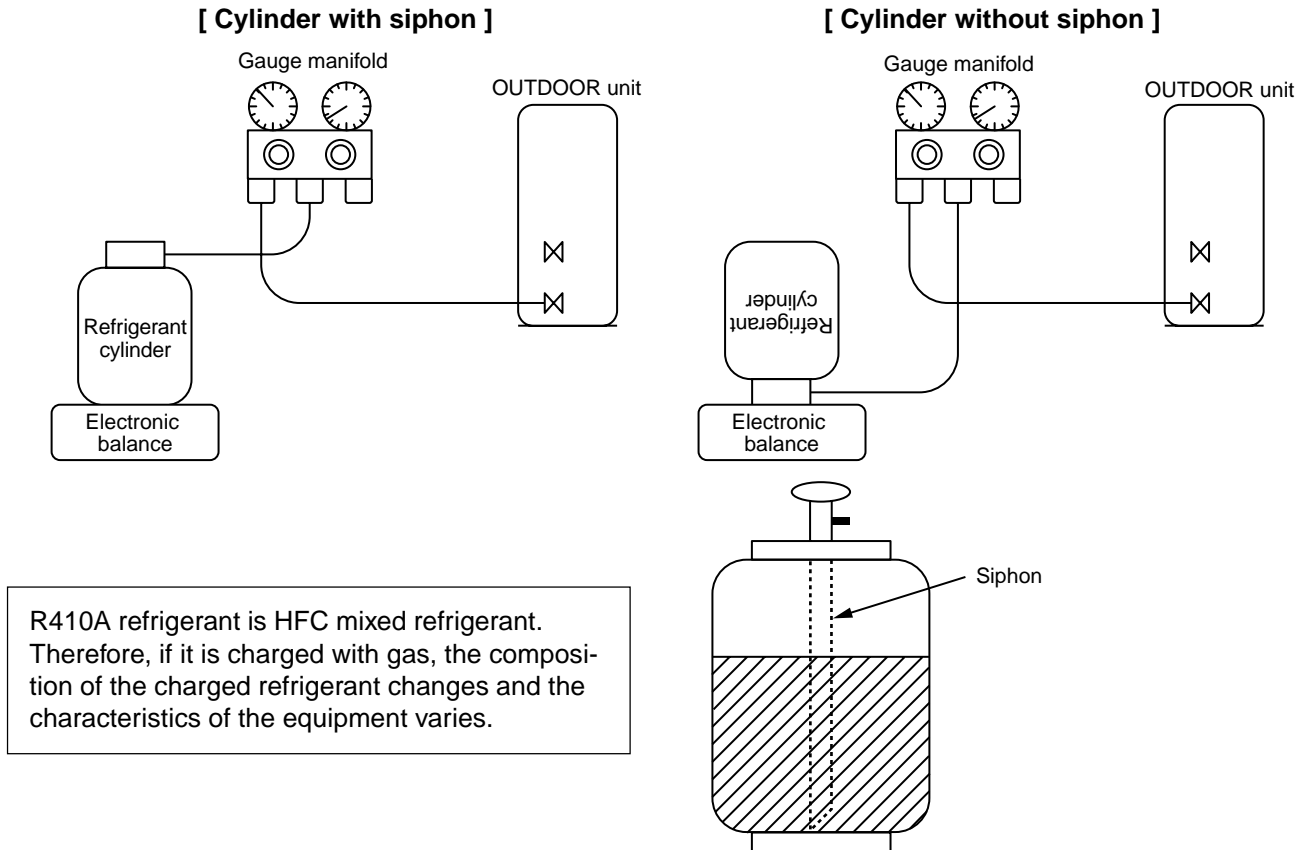 [ Cylinder with siphon ]
Gauge manifold
OUTDOOR unit
Refrigerant
cylinder
Electronic
balance
[ Cylinder without siphon ]
Gauge manifold
OUTDOOR unit
Refrigerant
cylinder
Electronic
balance
Siphon
R410A refrigerant is HFC mixed refrigerant.
Therefore, if it is charged with gas, the composi-
tion of the charged refrigerant changes and the
characteristics of the equipment varies.